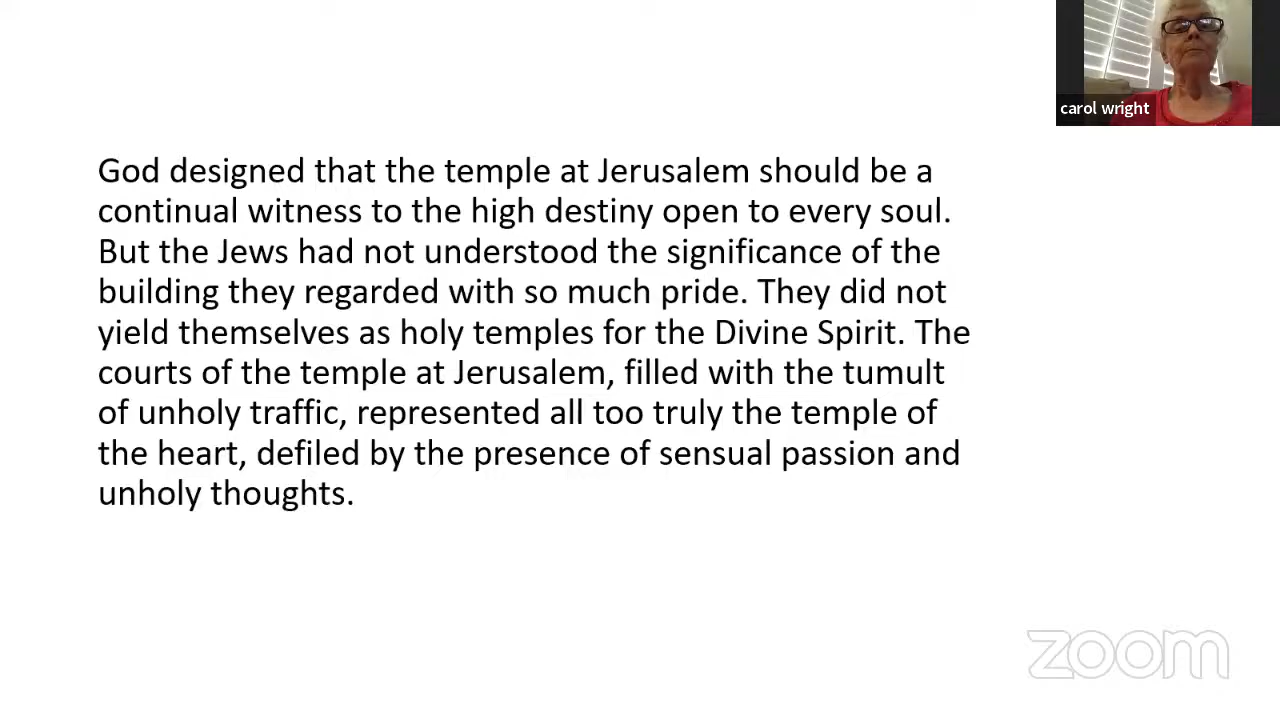 carol wright
God designed that the temple at Jerusalem should be a
continual witness to the high destiny open to every soul.
But the Jews had not understood the significance of the
building they regarded with so much pride. They did not
yield themselves as holy temples for the Divine Spirit. The
courts of the temple at Jerusalem, filled with the tumult
of unholy traffic, represented all too truly the temple of
the heart, defiled by the presence of sensual passion and
unholy thoughts.
zoom